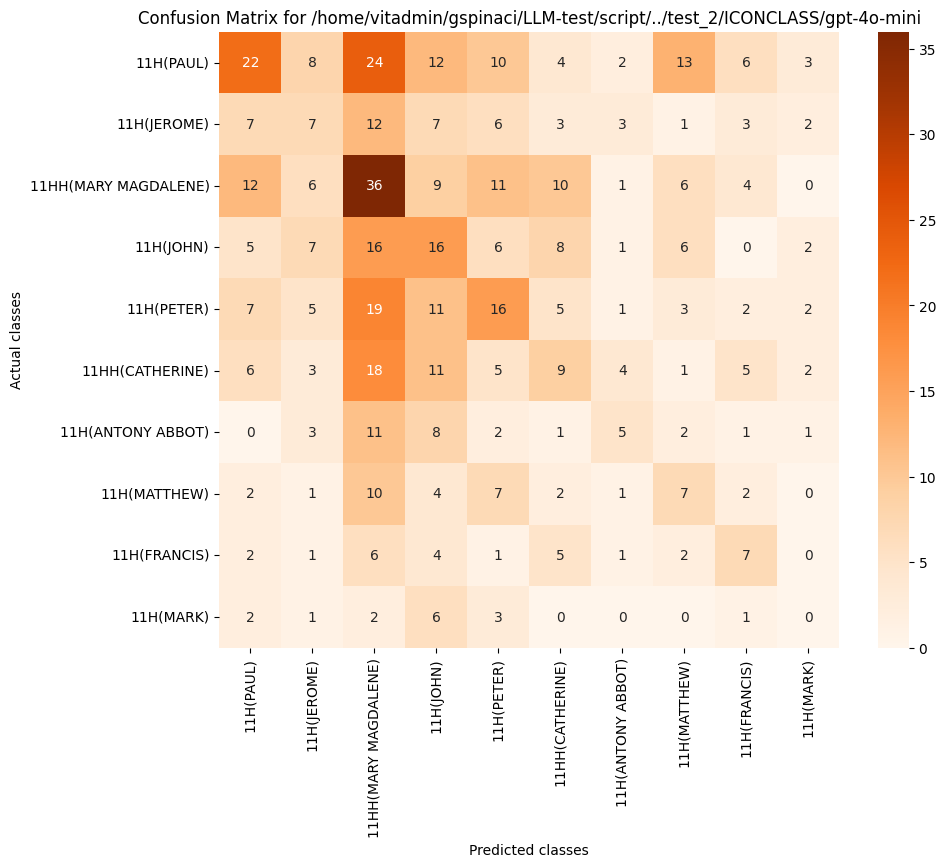 Confusion Matrix for /home/vitadmin/gspinaci/LLM-test/script/../test_2/ICONCLASS/gpt-4o-mini
11H(PAUL) 22 8 24 12 10 4 2 13 6 3
11H(JEROME) 7 7 12 7 6 3 3 1 3 2
11HH(MARY MAGDALENE) 12 6 36 9 11 10 1 6 4 0
11H(JOHN) 5 7 16 16 6 8 1 6 0 2
11H(PETER) 7 5 19 11 16 5 1 3 2 2
11HH(CATHERINE) 6 3 18 11 5 9 4 1 5 2
11H(ANTONY ABBOT) 0 3 11 8 2 1 5 2 1 1
11H(MATTHEW) 2 1 10 4 7 2 1 7 2 0
11H(FRANCIS) 2 1 6 4 1 5 1 2 7 0
11H(MARK) 2 1 2 6 3 0 0 0 1 0
Actual classes
11H(PAUL)
11H(JEROME)
11HH(MARY MAGDALENE)
11H(JOHN)
11H(PETER)
11HH(CATHERINE)
11H(ANTONY ABBOT)
11H(MATTHEW)
11H(FRANCIS)
11H(MARK)
Predicted classes
35
30
25
20
15
10
5
0